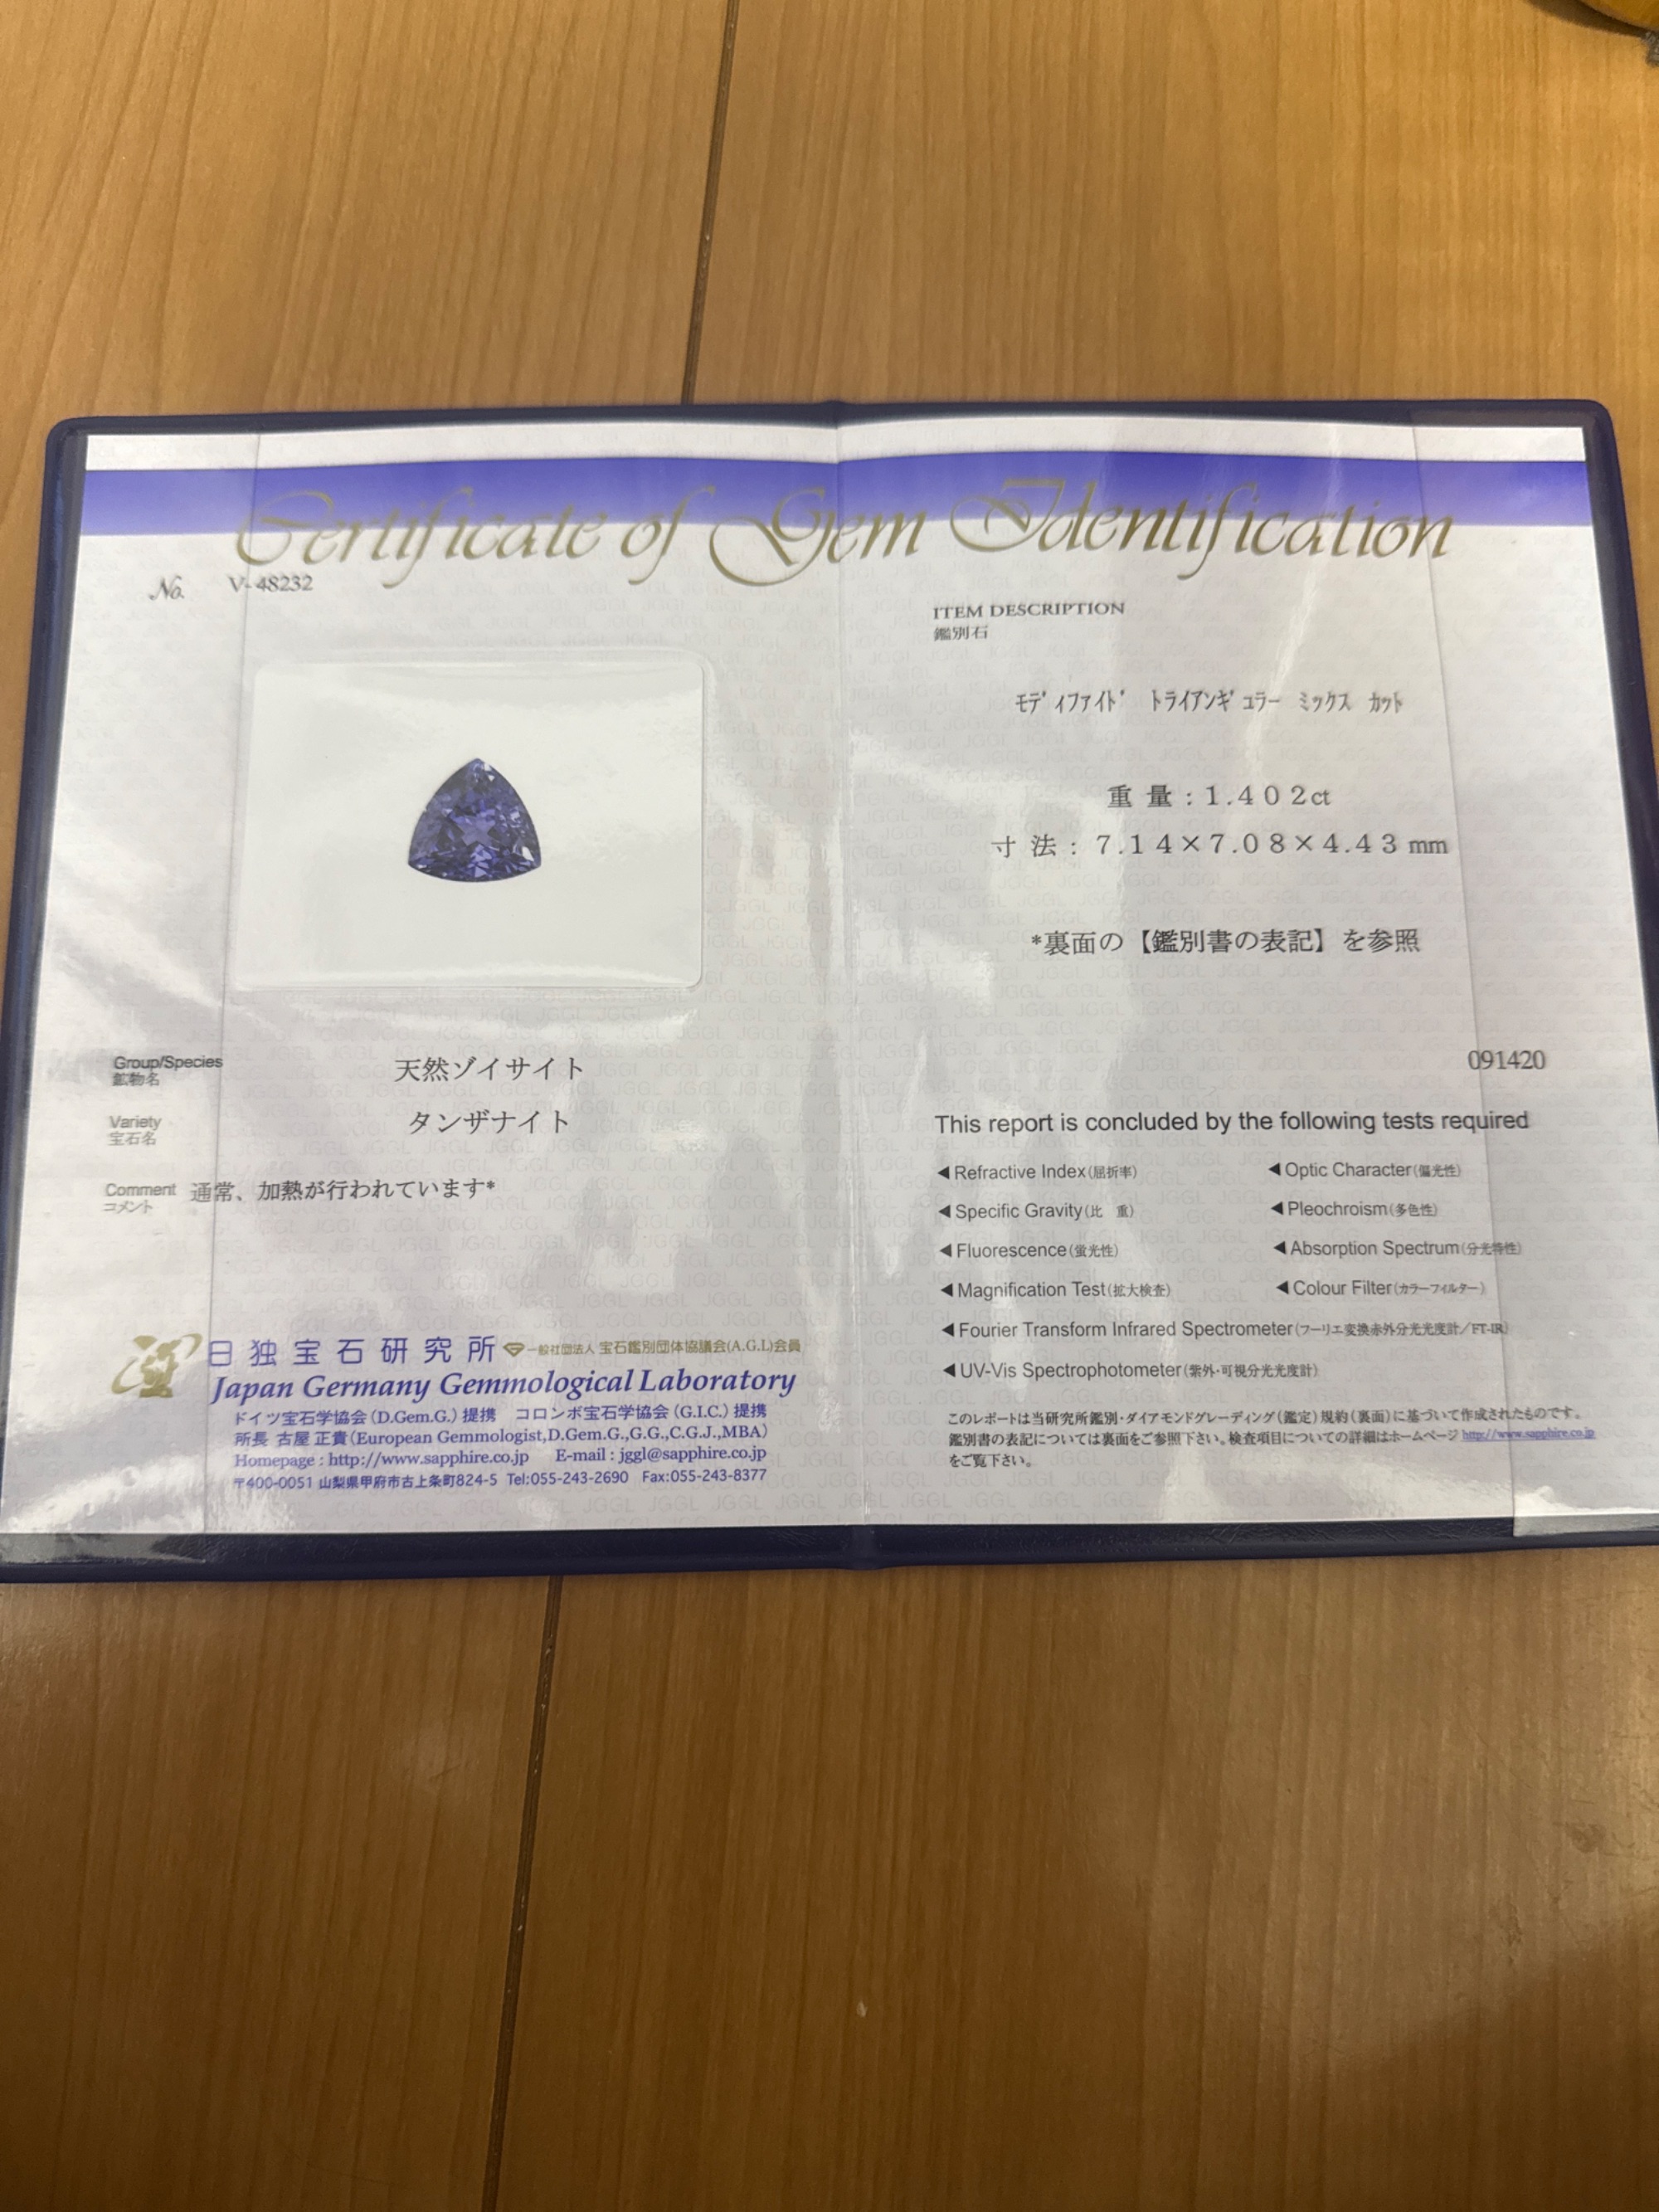 Certificate of Gem Identification
No. V-48232
ITEM DESCRIPTION
鑑別石
ﾓﾃﾞｨﾌｧｲﾄﾞ ﾄﾗｲｱﾝｷﾞｭﾗｰ ﾐｯｸｽ ｶｯﾄ
重 量 : 1.４０２ct
寸 法 : ７.１４×７.０８×４.４３ mm
*裏面の【鑑別書の表記】を参照
Group/Species
鉱物名
天然ゾイサイト
Variety
宝石名
タンザナイト
Comment
コメント
通常、加熱が行われています*
日独宝石研究所 一般社団法人 宝石鑑別団体協議会(A.G.L)会員
Japan Germany Gemmological Laboratory
ドイツ宝石学協会(D.Gem.G.)提携 コロンボ宝石学協会(G.I.C.)提携
所長 古屋 正貴(European Gemmologist,D.Gem.G.,G.G.,C.G.J.,MBA)
Homepage : http://www.sapphire.co.jp E-mail : jggl@sapphire.co.jp
〒400-0051 山梨県甲府市古上条町824-5 Tel:055-243-2690 Fax:055-243-8377
091420
This report is concluded by the following tests required
◀Refractive Index(屈折率) ◀Optic Character(偏光性)
◀Specific Gravity(比 重) ◀Pleochroism(多色性)
◀Fluorescence(蛍光性) ◀Absorption Spectrum(分光特性)
◀Magnification Test(拡大検査) ◀Colour Filter(カラーフィルター)
◀Fourier Transform Infrared Spectrometer(フーリエ変換赤外分光光度計/FT-IR)
◀UV-Vis Spectrophotometer(紫外・可視分光光度計)
このレポートは当研究所鑑別・ダイアモンドグレーディング(鑑定)規約(裏面)に基づいて作成されたものです。
鑑別書の表記については裏面をご参照下さい。検査項目についての詳細はホームページ http://www.sapphire.co.jp
をご覧下さい。